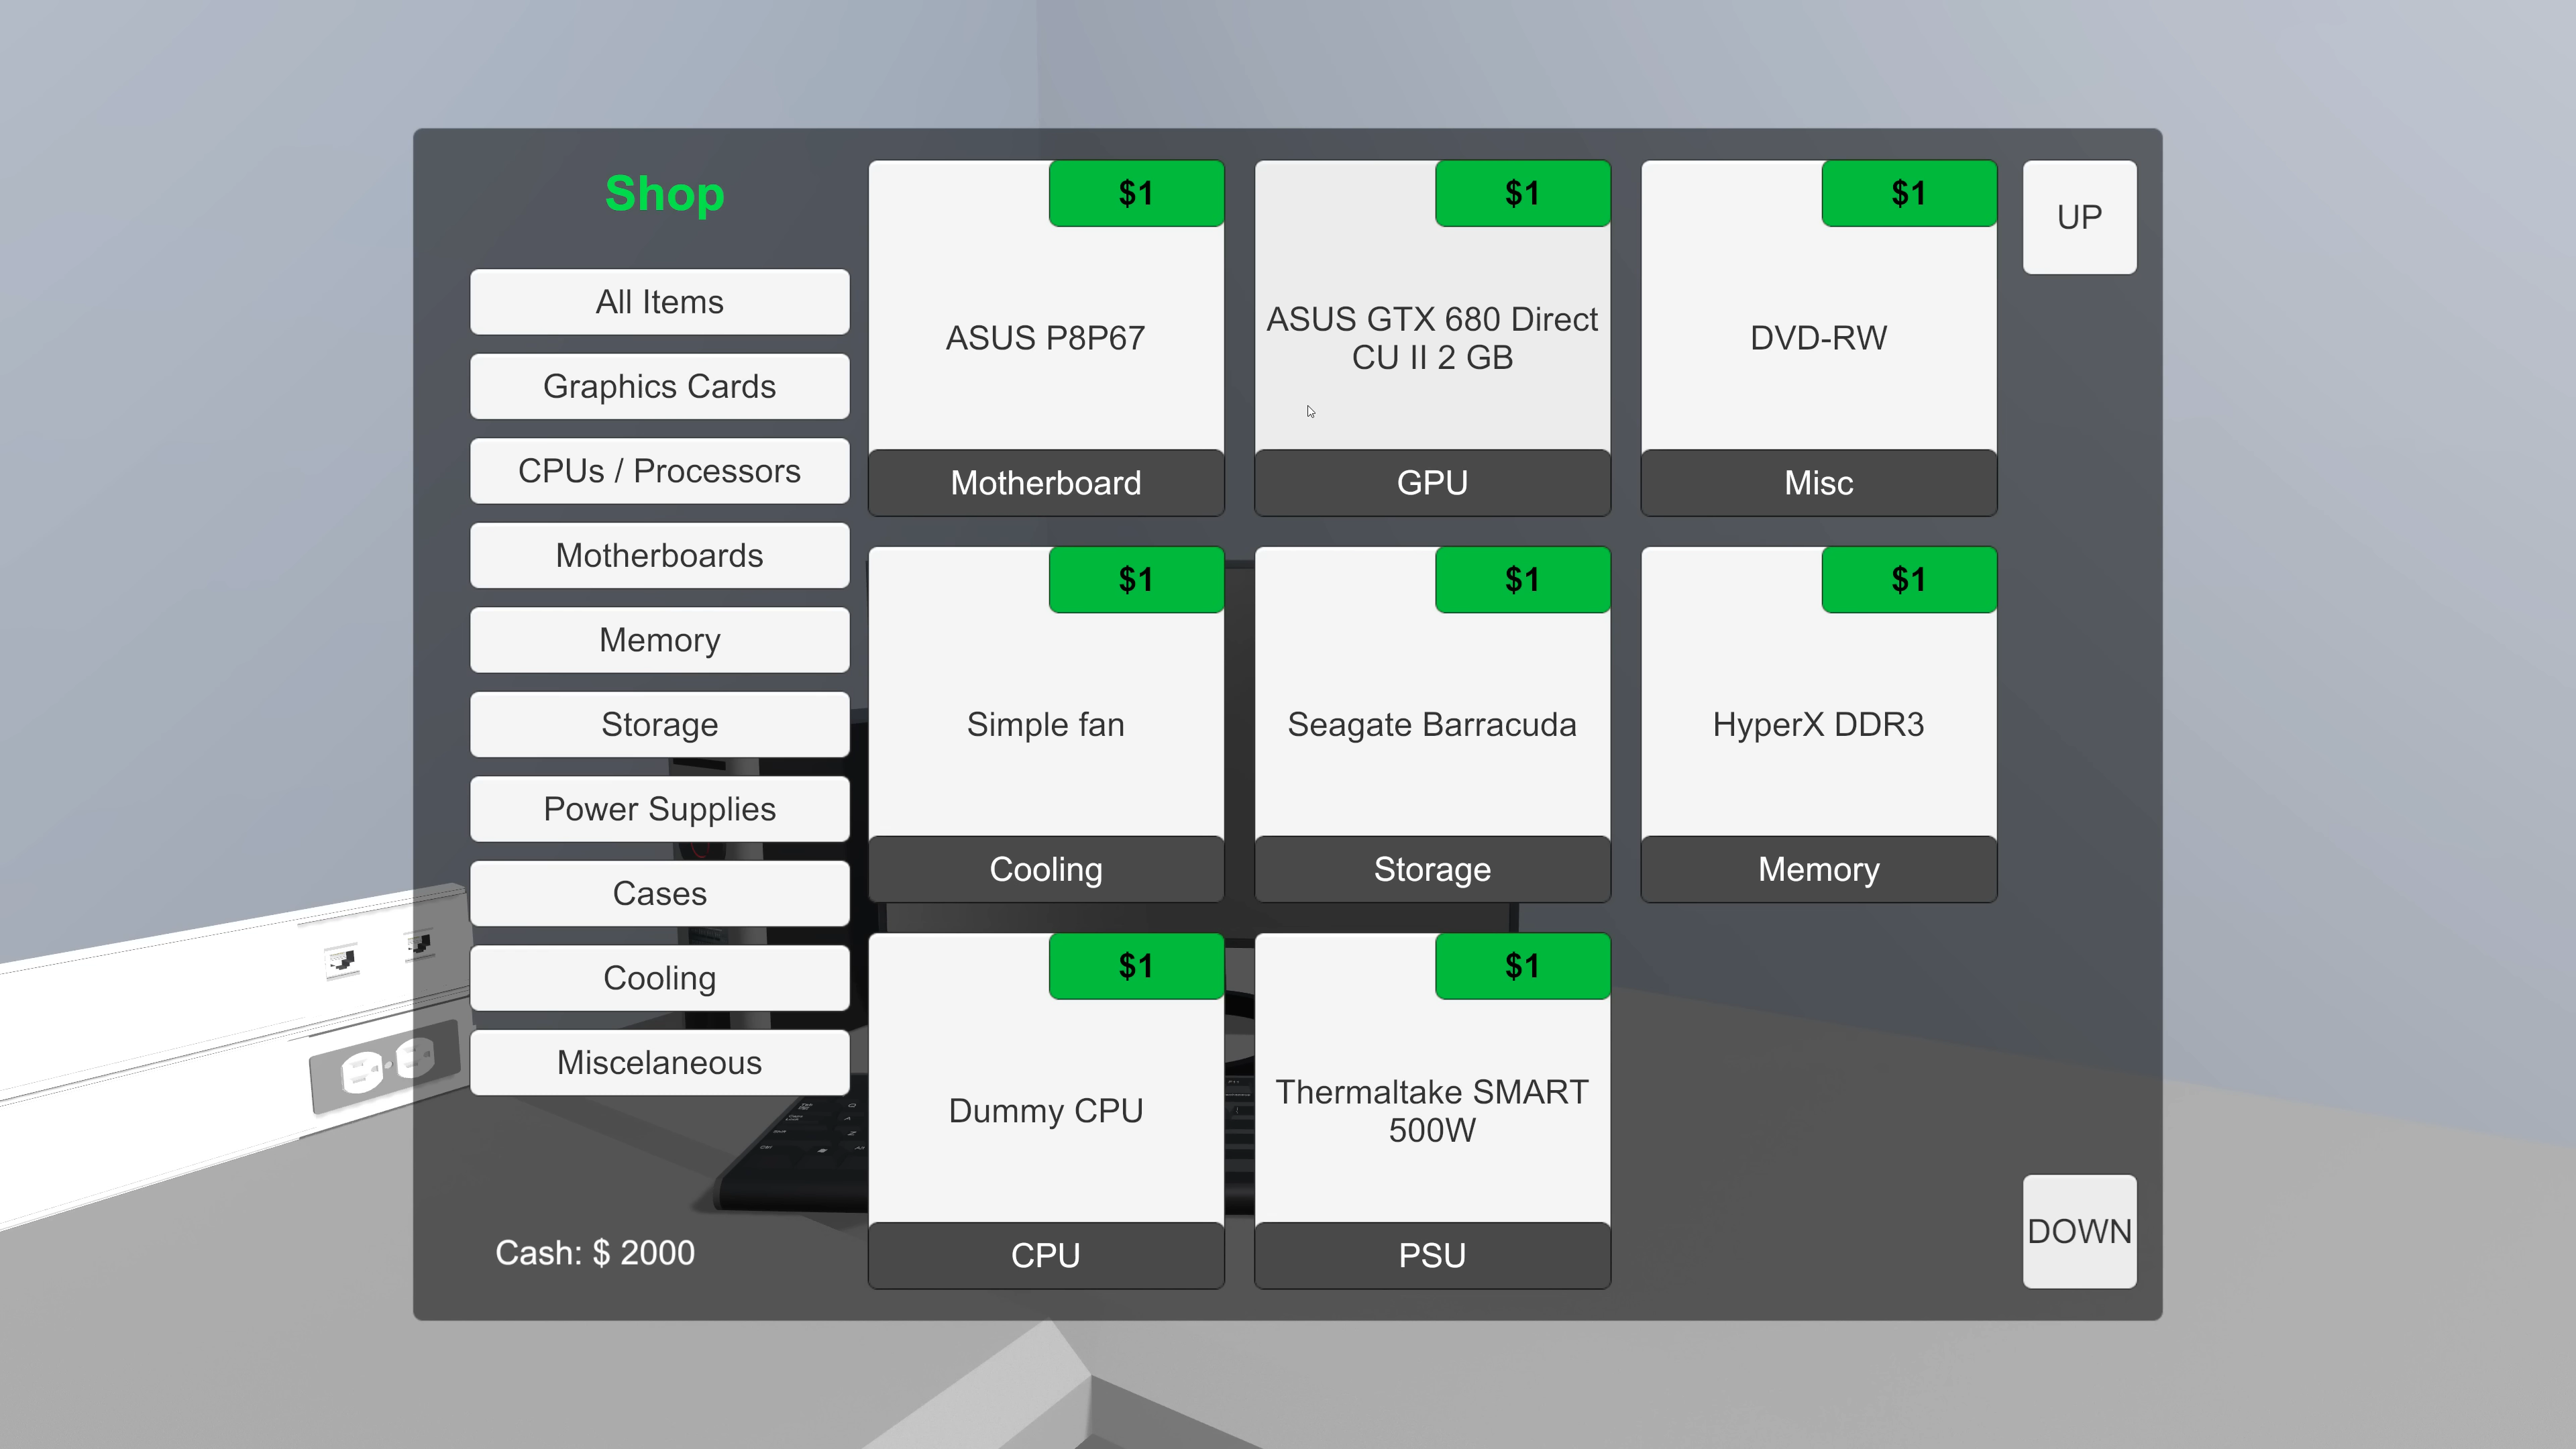 Shop
All Items
Graphics Cards
CPUs / Processors
Motherboards
Memory
Storage
Power Supplies
Cases
Cooling
Miscelaneous
Cash: $ 2000
$1
ASUS P8P67
Motherboard
$1
ASUS GTX 680 Direct
CU II 2 GB
GPU
$1
DVD-RW
Misc
$1
Simple fan
Cooling
$1
Seagate Barracuda
Storage
$1
HyperX DDR3
Memory
$1
Dummy CPU
CPU
$1
Thermaltake SMART
500W
PSU
UP
DOWN